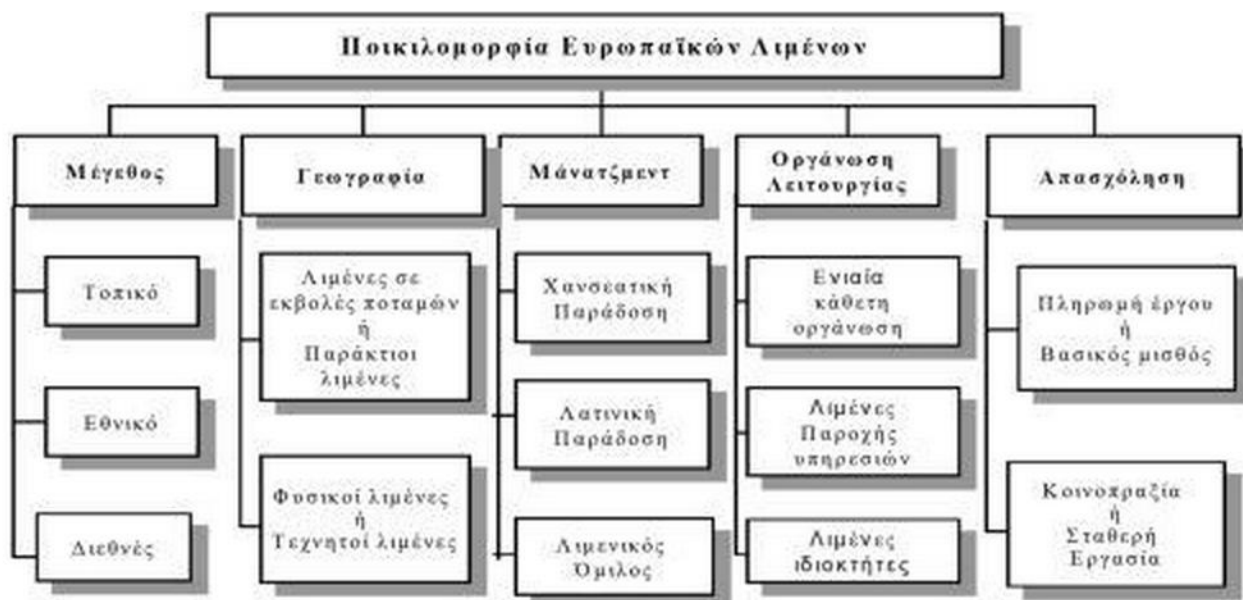 Ποικιλομορφία Ευρωπαϊκών Λιμένων
Μέγεθος
Τοπικό
Εθνικό
Διεθνές
Γεωγραφία
Λιμένες σε
εκβολές ποταμών
ή
Παράκτιοι
λιμένες
Φυσικοί λιμένες
ή
Τεχνητοί λιμένες
Μάνατζμεντ
Χανσεατική
Παράδοση
Λατινική
Παράδοση
Λιμενικός
Όμιλος
Οργάνωση
Λειτουργίας
Ενιαία
κάθετη
οργάνωση
Λιμένες
Παροχής
υπηρεσιών
Λιμένες
ιδιοκτήτες
Απασχόληση
Πληρωμή έργου
ή
Βασικός μισθός
Κοινοπραξία
ή
Σταθερή
Εργασία